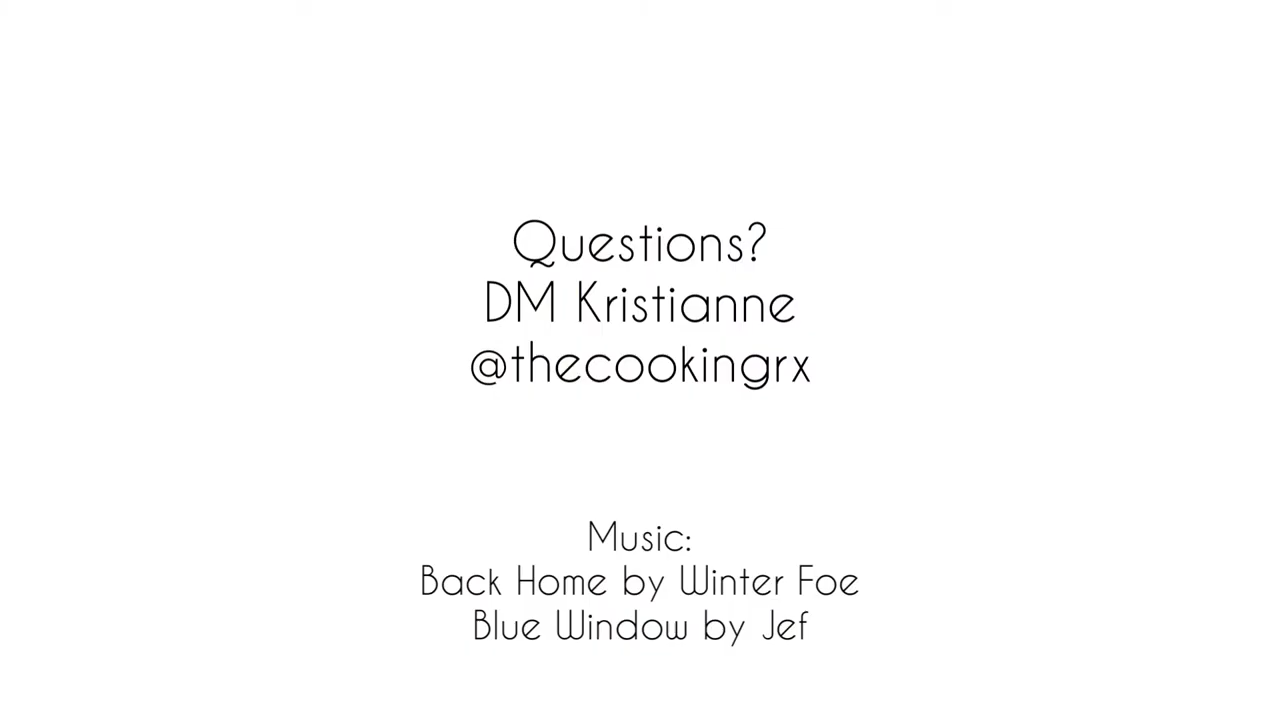 Questions?
DM Kristianne
@thecookingrx
Music:
Back Home by Winter Foe
Blue Window by Jef